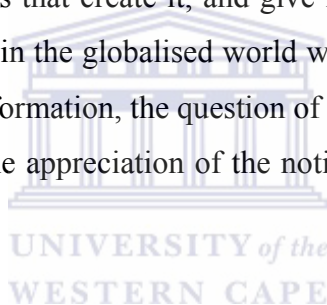 s that create it, and give
in the globalised world w
formation, the question of
e appreciation of the noti
UNIVERSITY of the
WESTERN CAPE